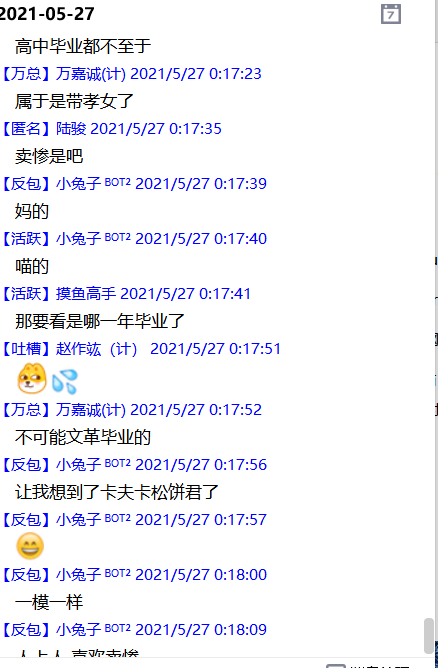 2021-05-27
7
高中毕业都不至于
【万总】万嘉诚(计) 2021/5/27 0:17:23
属于是带孝女了
【匿名】陆骏 2021/5/27 0:17:35
卖惨是吧
【反包】小兔子 BOT² 2021/5/27 0:17:39
妈的
【活跃】小兔子 BOT² 2021/5/27 0:17:40
喵的
【活跃】摸鱼高手 2021/5/27 0:17:41
那要看是哪一年毕业了
【吐槽】赵作竑（计） 2021/5/27 0:17:51
【万总】万嘉诚(计) 2021/5/27 0:17:52
不可能文革毕业的
【反包】小兔子 BOT² 2021/5/27 0:17:56
让我想到了卡夫卡松饼君了
【反包】小兔子 BOT² 2021/5/27 0:17:57
【反包】小兔子 BOT² 2021/5/27 0:18:00
一模一样
【反包】小兔子 BOT² 2021/5/27 0:18:09